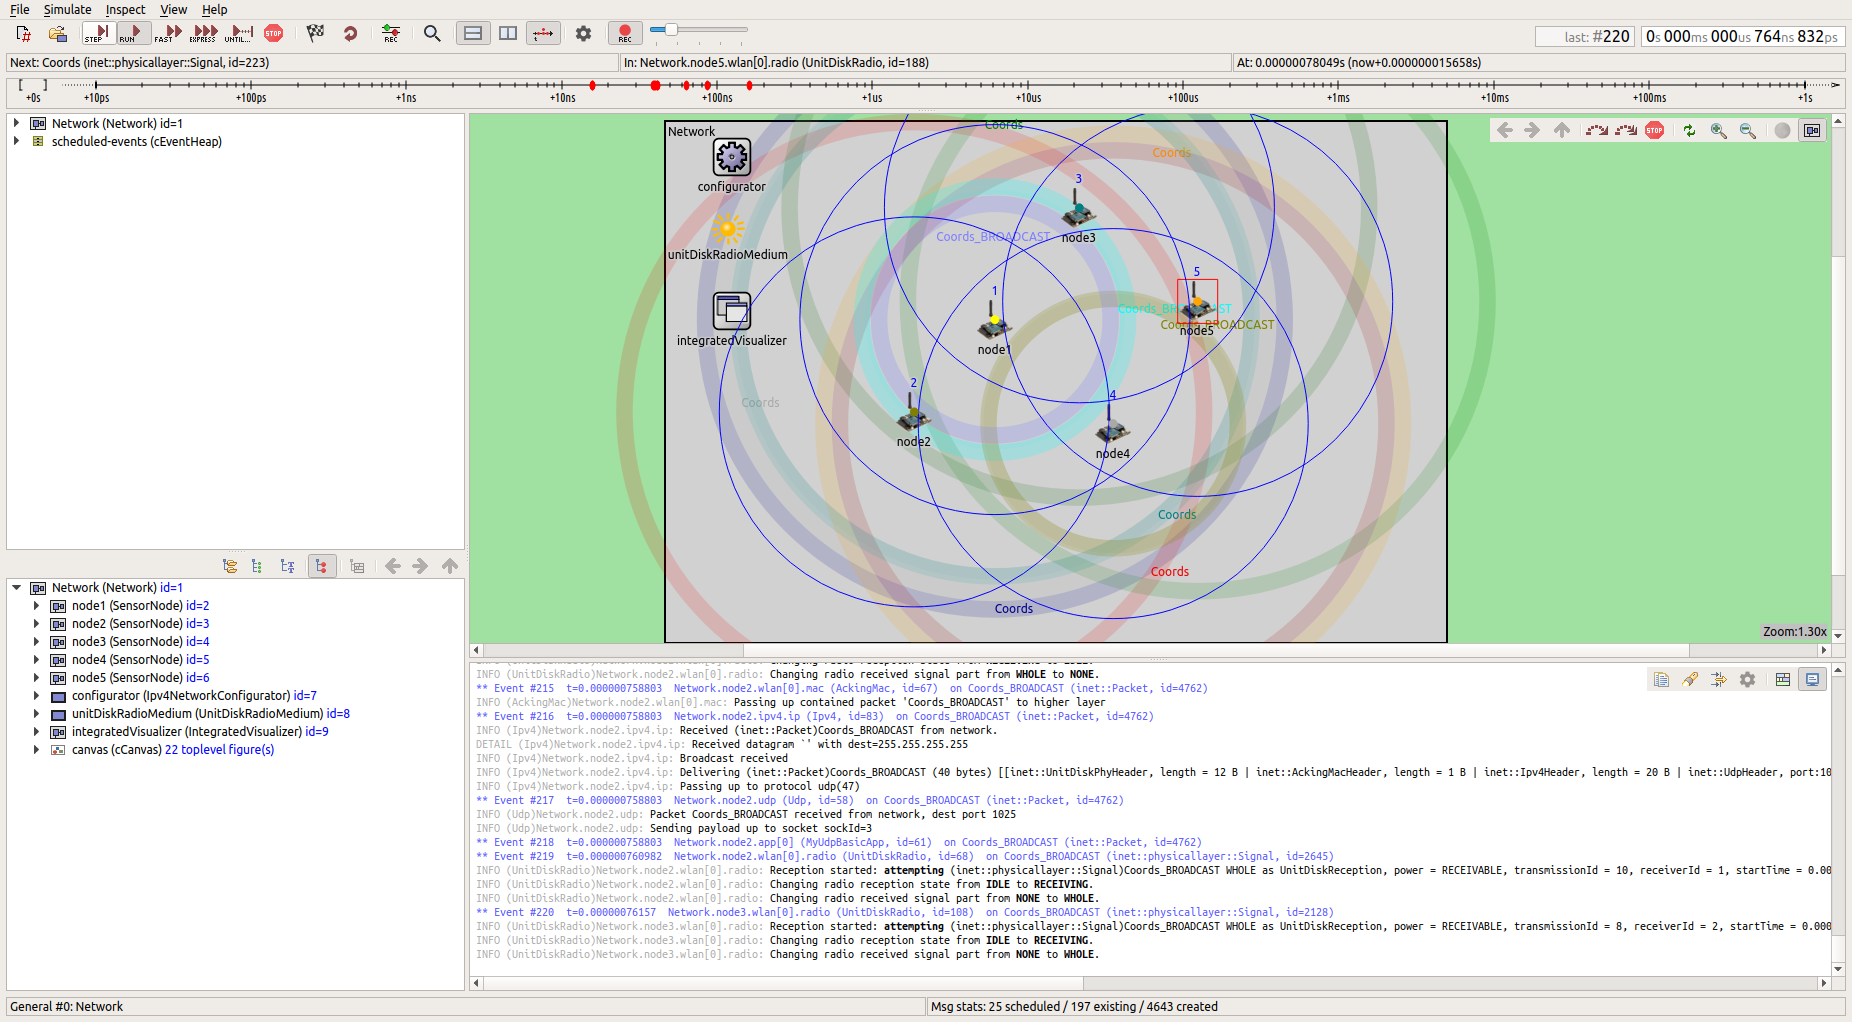 File Simulate Inspect View Help
STEP RUN FAST EXPRESS UNTIL... STOP REC REC
last: #220 0s 000ms 000us 764ns 832ps
Next: Coords (inet::physicallayer::Signal, id=223) In: Network.node5.wlan[0].radio (UnitDiskRadio, id=188) At: 0.00000078049s (now+0.000000015658s)
+0s +10ps +100ps +1ns +10ns +100ns +1us +10us +100us +1ms +10ms +100ms +1s
Network (Network) id=1
scheduled-events (cEventHeap)
Network (Network) id=1
node1 (SensorNode) id=2
node2 (SensorNode) id=3
node3 (SensorNode) id=4
node4 (SensorNode) id=5
node5 (SensorNode) id=6
configurator (Ipv4NetworkConfigurator) id=7
unitDiskRadioMedium (UnitDiskRadioMedium) id=8
integratedVisualizer (IntegratedVisualizer) id=9
canvas (cCanvas) 22 toplevel figure(s)
Network
Coords
STOP
Coords
configurator
3
Coords_BROADCAST
node3
unitDiskRadioMedium
5
1
Coords_BROADCAST
Coords_BROADCAST
node5
integratedVisualizer
node1
2
4
Coords
node2
node4
Coords
Coords
Coords
Zoom:1.30x
INFO (UnitDiskRadio)Network.node2.wlan[0].radio: Changing radio received signal part from WHOLE to NONE.
** Event #215 t=0.000000758803 Network.node2.wlan[0].mac (AckingMac, id=67) on Coords_BROADCAST (inet::Packet, id=4762)
INFO (AckingMac)Network.node2.wlan[0].mac: Passing up contained packet 'Coords_BROADCAST' to higher layer
** Event #216 t=0.000000758803 Network.node2.ipv4.ip (Ipv4, id=83) on Coords_BROADCAST (inet::Packet, id=4762)
INFO (Ipv4)Network.node2.ipv4.ip: Received (inet::Packet)Coords_BROADCAST from network.
DETAIL (Ipv4)Network.node2.ipv4.ip: Received datagram `' with dest=255.255.255.255
INFO (Ipv4)Network.node2.ipv4.ip: Broadcast received
INFO (Ipv4)Network.node2.ipv4.ip: Delivering (inet::Packet)Coords_BROADCAST (40 bytes) [[inet::UnitDiskPhyHeader, length = 12 B | inet::AckingMacHeader, length = 1 B | inet::Ipv4Header, length = 20 B | inet::UdpHeader, port:10
INFO (Ipv4)Network.node2.ipv4.ip: Passing up to protocol udp(47)
** Event #217 t=0.000000758803 Network.node2.udp (Udp, id=58) on Coords_BROADCAST (inet::Packet, id=4762)
INFO (Udp)Network.node2.udp: Packet Coords_BROADCAST received from network, dest port 1025
INFO (Udp)Network.node2.udp: Sending payload up to socket sockId=3
** Event #218 t=0.000000758803 Network.node2.app[0] (MyUdpBasicApp, id=61) on Coords_BROADCAST (inet::Packet, id=4762)
** Event #219 t=0.000000760982 Network.node2.wlan[0].radio (UnitDiskRadio, id=68) on Coords_BROADCAST (inet::physicallayer::Signal, id=2645)
INFO (UnitDiskRadio)Network.node2.wlan[0].radio: Reception started: attempting (inet::physicallayer::Signal)Coords_BROADCAST WHOLE as UnitDiskReception, power = RECEIVABLE, transmissionId = 10, receiverId = 1, startTime = 0.00
INFO (UnitDiskRadio)Network.node2.wlan[0].radio: Changing radio reception state from IDLE to RECEIVING.
INFO (UnitDiskRadio)Network.node2.wlan[0].radio: Changing radio received signal part from NONE to WHOLE.
** Event #220 t=0.00000076157 Network.node3.wlan[0].radio (UnitDiskRadio, id=108) on Coords_BROADCAST (inet::physicallayer::Signal, id=2128)
INFO (UnitDiskRadio)Network.node3.wlan[0].radio: Reception started: attempting (inet::physicallayer::Signal)Coords_BROADCAST WHOLE as UnitDiskReception, power = RECEIVABLE, transmissionId = 8, receiverId = 2, startTime = 0.000
INFO (UnitDiskRadio)Network.node3.wlan[0].radio: Changing radio reception state from IDLE to RECEIVING.
INFO (UnitDiskRadio)Network.node3.wlan[0].radio: Changing radio received signal part from NONE to WHOLE.
General #0: Network Msg stats: 25 scheduled / 197 existing / 4643 created